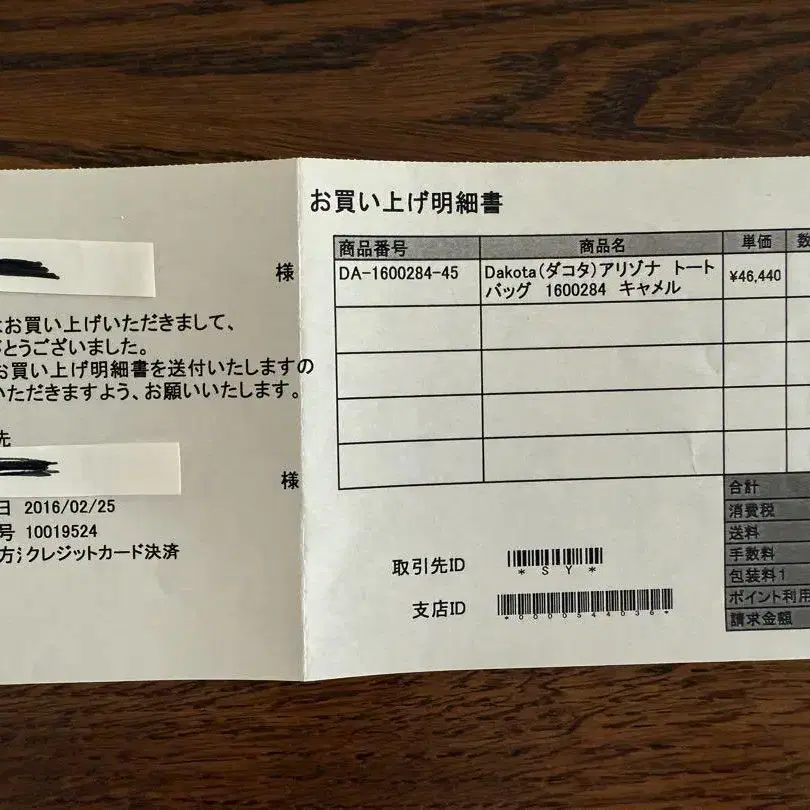 お買い上げ明細書
様
お買い上げいただきまして、
がとうございました。
お買い上げ明細書を送付いたしますの
いただきますよう、お願いいたします。
先
様
日 2016/02/25
号 10019524
方法 クレジットカード決済
商品番号 商品名 単価 数
DA-1600284-45 Dakota(ダコタ)アリゾナ トート ¥46,440
バッグ 1600284 キャメル
取引先ID
*SY*
支店ID
*0000544036*
合計
消費税
送料
手数料
包装料1
ポイント利用
請求金額